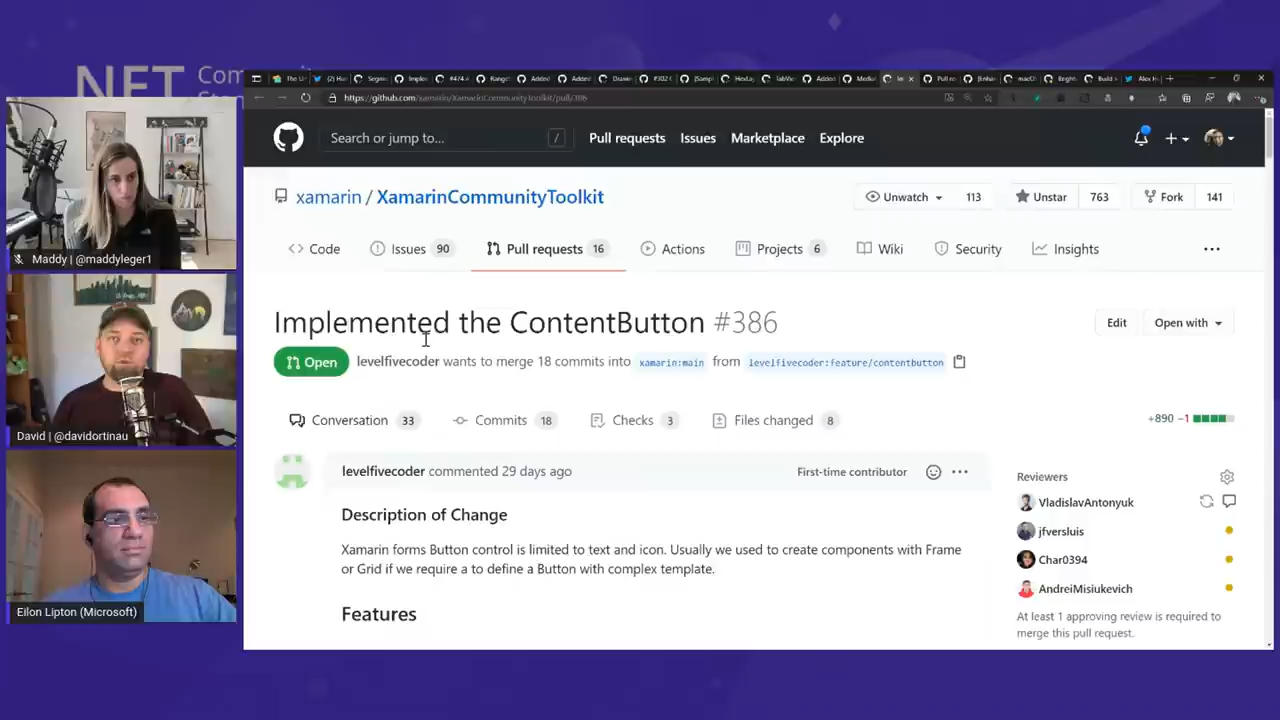 .NET Com
Maddy | @maddyleger1
David | @davidortinau
Eilon Lipton (Microsoft)
https://github.com/xamarin/XamarinCommunityToolkit/pull/386
Search or jump to... /
Pull requests Issues Marketplace Explore
xamarin / XamarinCommunityToolkit
Unwatch 113 Unstar 763 Fork 141
Code Issues 90 Pull requests 16 Actions Projects 6 Wiki Security Insights
Implemented the ContentButton #386
Edit Open with
Open levelfivecoder wants to merge 18 commits into xamarin:main from levelfivecoder:feature/contentbutton
Conversation 33 Commits 18 Checks 3 Files changed 8
+890 −1
levelfivecoder commented 29 days ago First-time contributor
Description of Change
Xamarin forms Button control is limited to text and icon. Usually we used to create components with Frame
or Grid if we require a to define a Button with complex template.
Features
Reviewers
VladislavAntonyuk
jfversluis
Char0394
AndreiMisiukevich
At least 1 approving review is required to
merge this pull request.